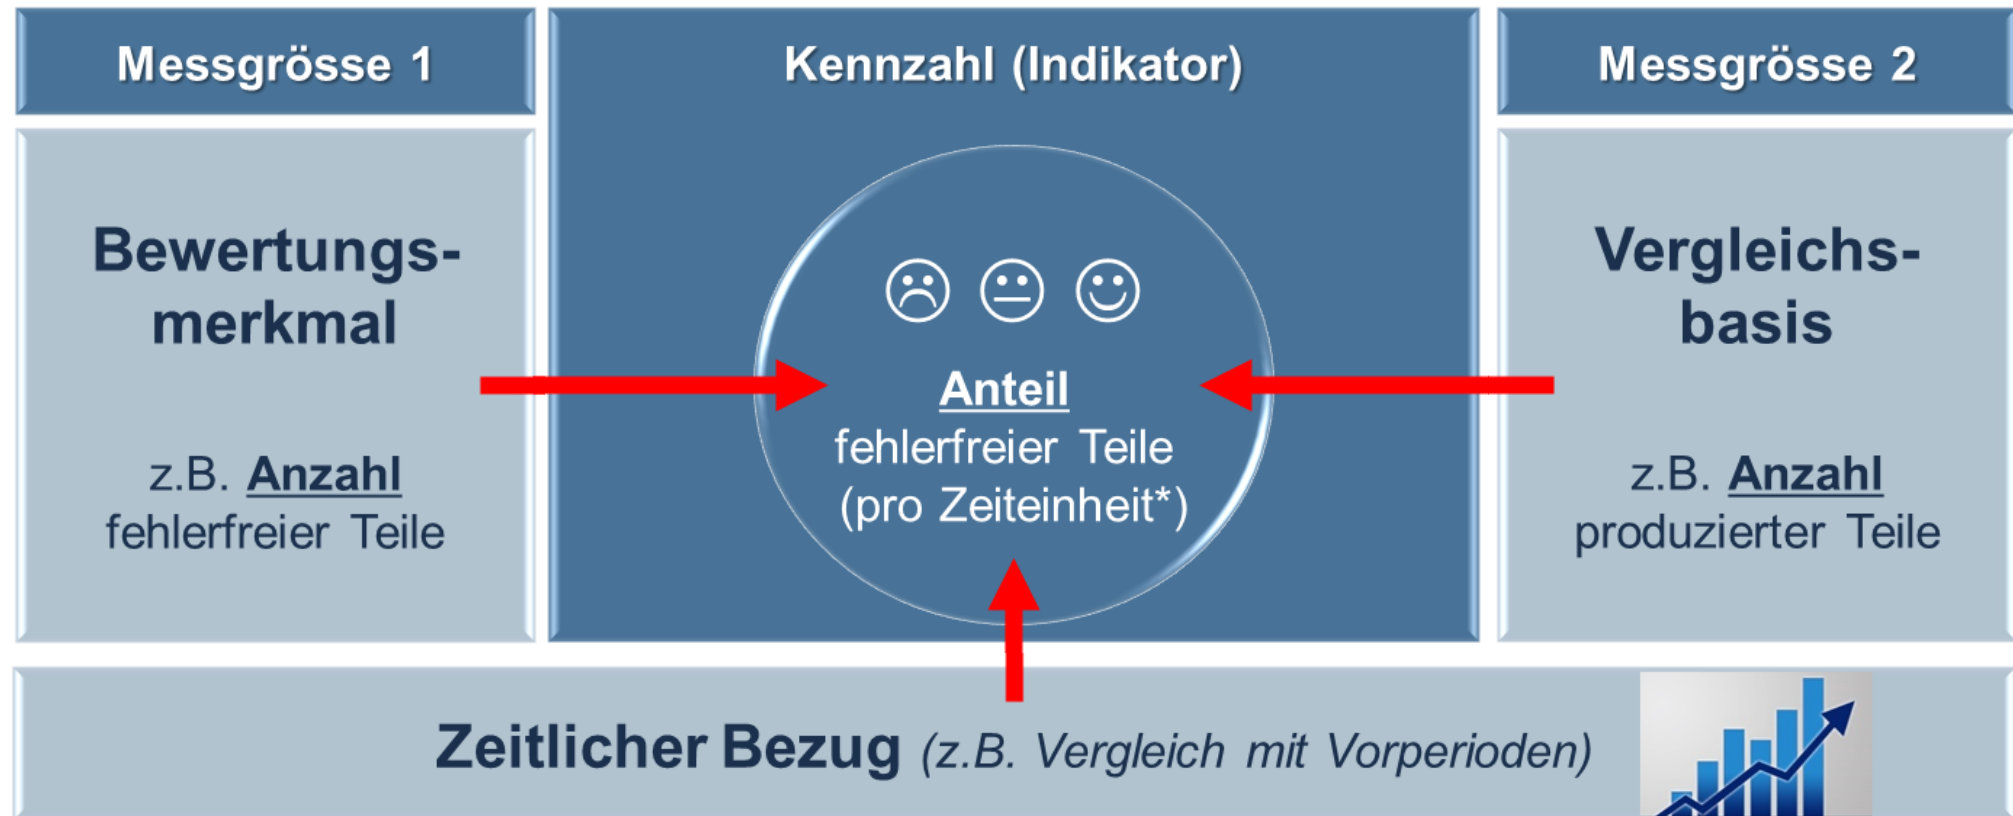 Messgrösse 1
Kennzahl (Indikator)
Messgrösse 2
Bewertungs-
merkmal
z.B. Anzahl
fehlerfreier Teile
Anteil
fehlerfreier Teile
(pro Zeiteinheit*)
Vergleichs-
basis
z.B. Anzahl
produzierter Teile
Zeitlicher Bezug (z.B. Vergleich mit Vorperioden)